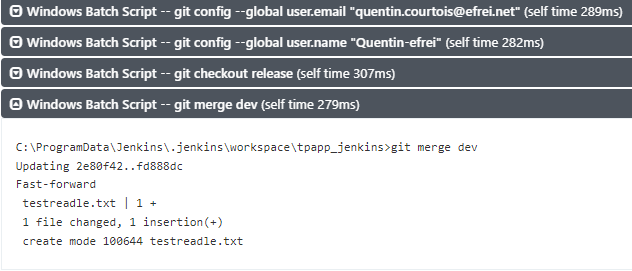 Windows Batch Script -- git config --global user.email "quentin.courtois@efrei.net" (self time 289ms)
Windows Batch Script -- git config --global user.name "Quentin-efrei" (self time 282ms)
Windows Batch Script -- git checkout release (self time 307ms)
Windows Batch Script -- git merge dev (self time 279ms)
C:\ProgramData\Jenkins\.jenkins\workspace\tpapp_jenkins>git merge dev
Updating 2e80f42..fd888dc
Fast-forward
testreadle.txt | 1 +
1 file changed, 1 insertion(+)
create mode 100644 testreadle.txt